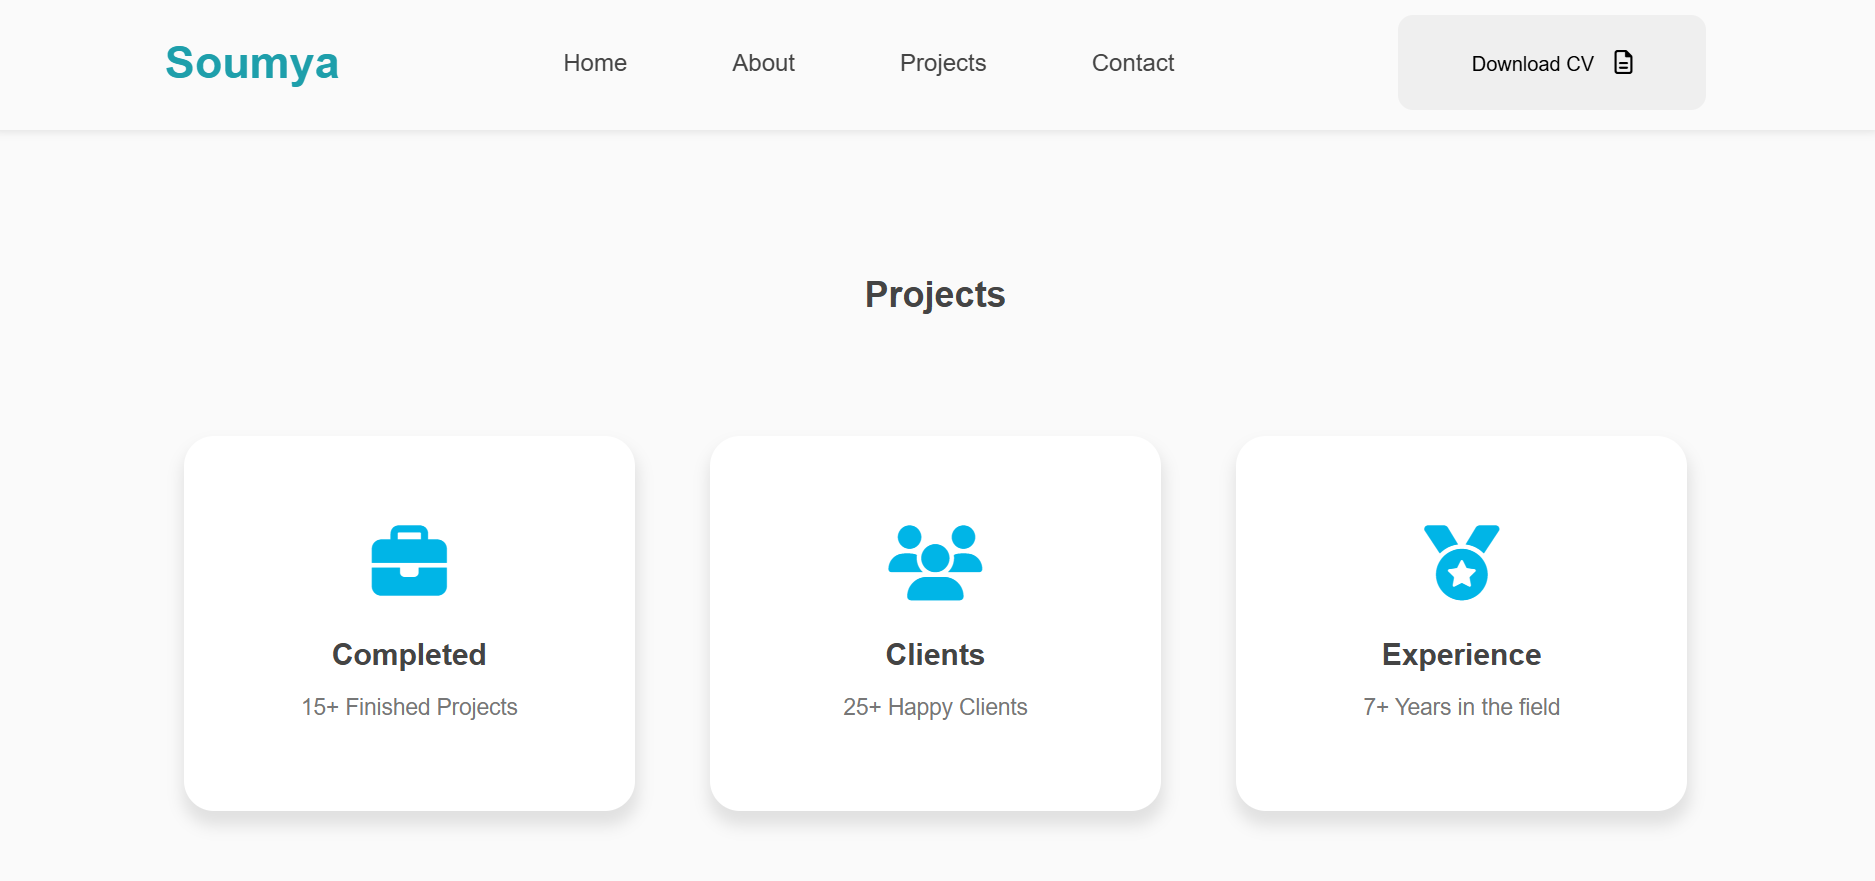 Soumya
Home
About
Projects
Contact
Download CV
Projects
Completed
15+ Finished Projects
Clients
25+ Happy Clients
Experience
7+ Years in the field